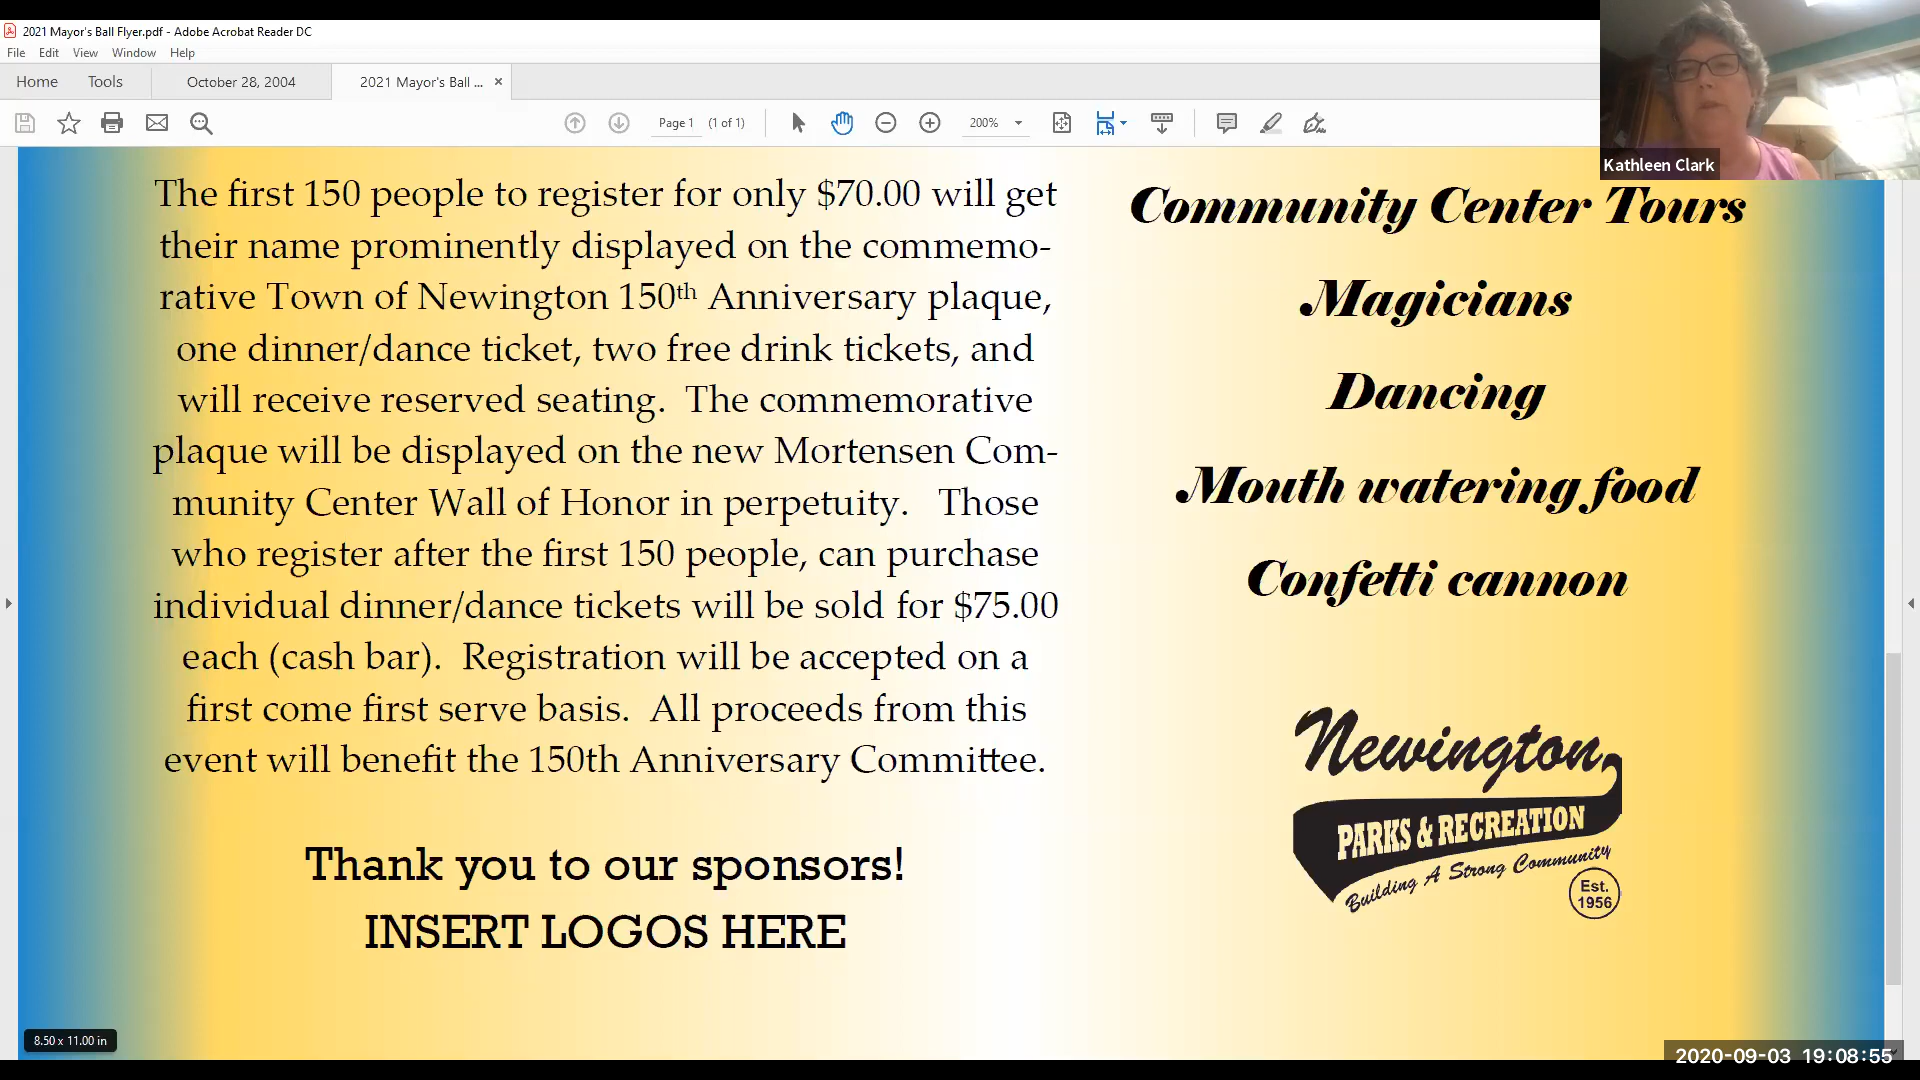 2021 Mayor's Ball Flyer.pdf - Adobe Acrobat Reader DC
File Edit View Window Help
Home Tools October 28, 2004 2021 Mayor's Ball ... ×
Page 1 (1 of 1) 200%
Kathleen Clark
The first 150 people to register for only $70.00 will get
their name prominently displayed on the commemo-
rative Town of Newington 150th Anniversary plaque,
one dinner/dance ticket, two free drink tickets, and
will receive reserved seating. The commemorative
plaque will be displayed on the new Mortensen Com-
munity Center Wall of Honor in perpetuity. Those
who register after the first 150 people, can purchase
individual dinner/dance tickets will be sold for $75.00
each (cash bar). Registration will be accepted on a
first come first serve basis. All proceeds from this
event will benefit the 150th Anniversary Committee.
Thank you to our sponsors!
INSERT LOGOS HERE
Community Center Tours
Magicians
Dancing
Mouth watering food
Confetti cannon
Newington
PARKS & RECREATION
Building A Strong Community
Est.
1956
8.50 x 11.00 in
2020-09-03 19:08:55